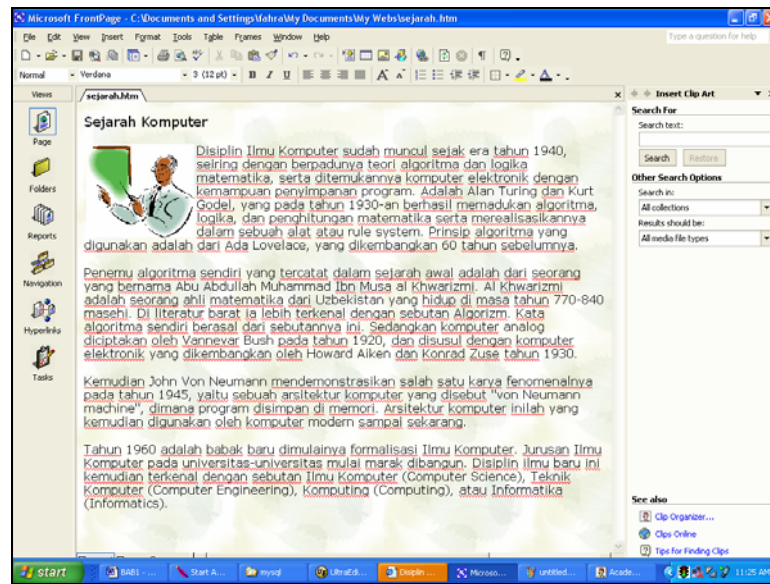 Microsoft FrontPage - C:\Documents and Settings\fahra\My Documents\My Webs\sejarah.htm
File Edit View Insert Format Tools Table Frames Window Help
Type a question for help
Normal Verdana 3 (12 pt) B I U
Views
sejarah.htm
Insert Clip Art
Page
Folders
Reports
Navigation
Hyperlinks
Tasks
Sejarah Komputer
Disiplin Ilmu Komputer sudah muncul sejak era tahun 1940,
seiring dengan berpadunya teori algoritma dan logika
matematika, serta ditemukannya komputer elektronik dengan
kemampuan penyimpanan program. Adalah Alan Turing dan Kurt
Godel, yang pada tahun 1930-an berhasil memadukan algoritma,
logika, dan penghitungan matematika serta merealisasikannya
dalam sebuah alat atau rule system. Prinsip algoritma yang
digunakan adalah dari Ada Lovelace, yang dikembangkan 60 tahun sebelumnya.
Penemu algoritma sendiri yang tercatat dalam sejarah awal adalah dari seorang
yang bernama Abu Abdullah Muhammad Ibn Musa al Khwarizmi. Al Khwarizmi
adalah seorang ahli matematika dari Uzbekistan yang hidup di masa tahun 770-840
masehi. Di literatur barat ia lebih terkenal dengan sebutan Algorizm. Kata
algoritma sendiri berasal dari sebutannya ini. Sedangkan komputer analog
diciptakan oleh Vannevar Bush pada tahun 1920, dan disusul dengan komputer
elektronik yang dikembangkan oleh Howard Aiken dan Konrad Zuse tahun 1930.
Kemudian John Von Neumann mendemonstrasikan salah satu karya fenomenalnya
pada tahun 1945, yaitu sebuah arsitektur komputer yang disebut "von Neumann
machine", dimana program disimpan di memori. Arsitektur komputer inilah yang
kemudian digunakan oleh komputer modern sampai sekarang.
Tahun 1960 adalah babak baru dimulainya formalisasi Ilmu Komputer. Jurusan Ilmu
Komputer pada universitas-universitas mulai marak dibangun. Disiplin ilmu baru ini
kemudian terkenal dengan sebutan Ilmu Komputer (Computer Science), Teknik
Komputer (Computer Engineering), Komputing (Computing), atau Informatika
(Informatics).
Search For
Search text:
Search Restore
Other Search Options
Search in:
All collections
Results should be:
All media file types
See also
Clip Organizer...
Clips Online
Tips for Finding Clips
start BAB1 - ... Start A... mysql UltraEdi... Disiplin ... Microso... untitled... Acade... 11:25 AM